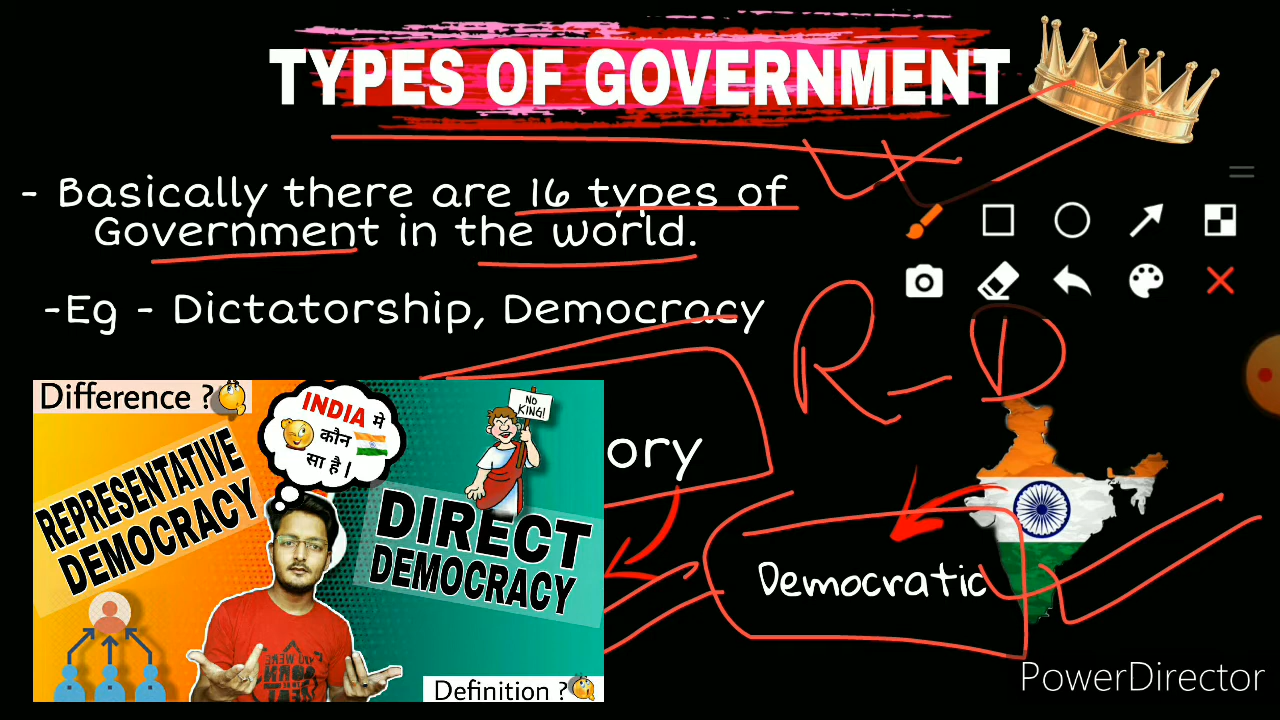 TYPES OF GOVERNMENT
- Basically there are 16 types of
Government in the world.
-Eg - Dictatorship, Democracy
R-D
ory
Difference ?
INDIA मे
कौन
सा है।
NO
KING!
REPRESENTATIVE
DEMOCRACY
DIRECT
DEMOCRACY
Definition ?
Democratic
PowerDirector